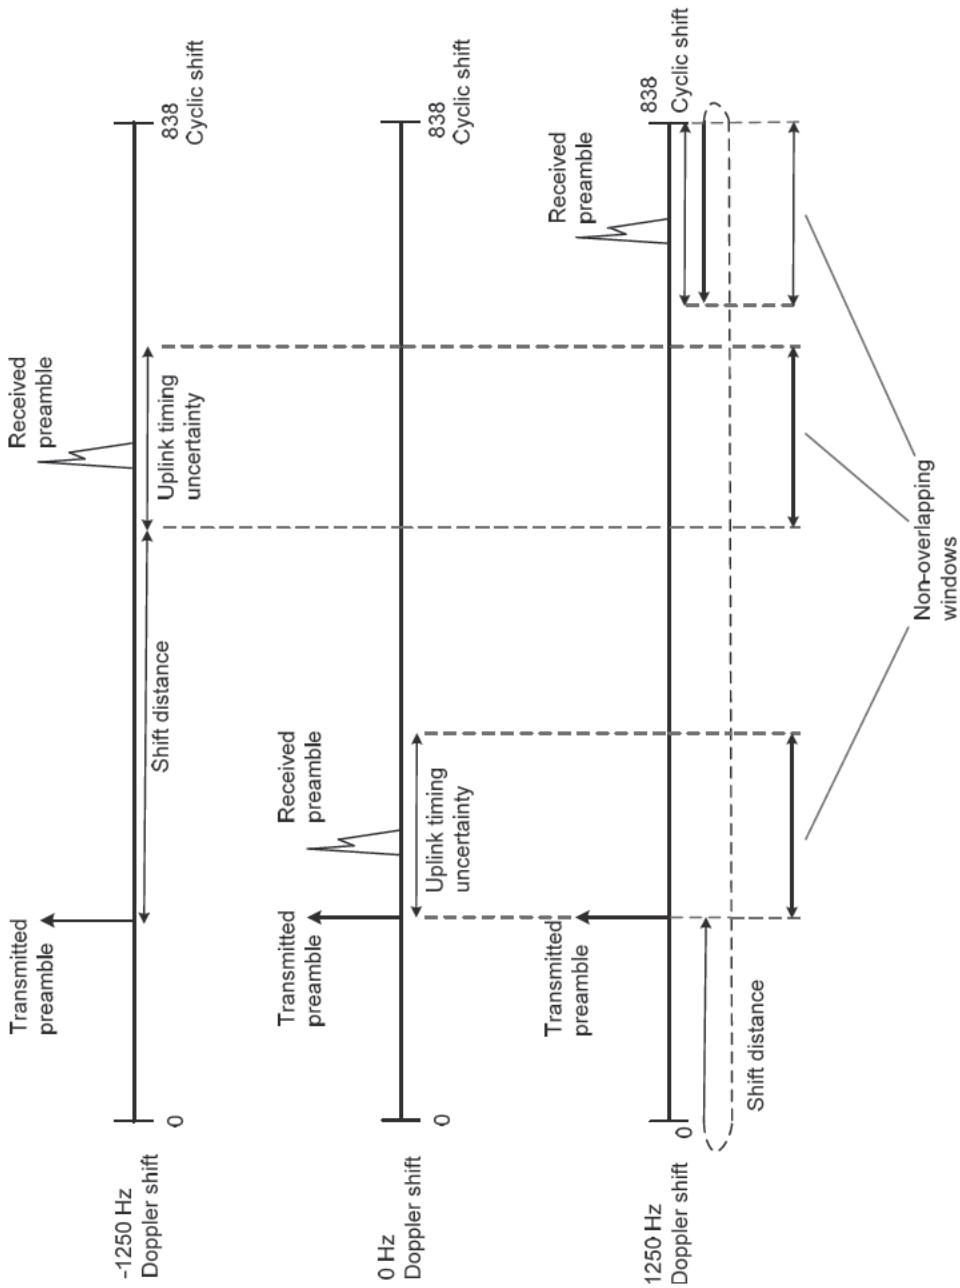 -1250 Hz
Doppler shift
0
Transmitted
preamble
Shift distance
Received
preamble
Uplink timing
uncertainty
838
Cyclic shift
0 Hz
Doppler shift
0
Transmitted
preamble
Received
preamble
Uplink timing
uncertainty
838
Cyclic shift
1250 Hz
Doppler shift
0
Transmitted
preamble
Received
preamble
838
Cyclic shift
Shift distance
Non-overlapping
windows